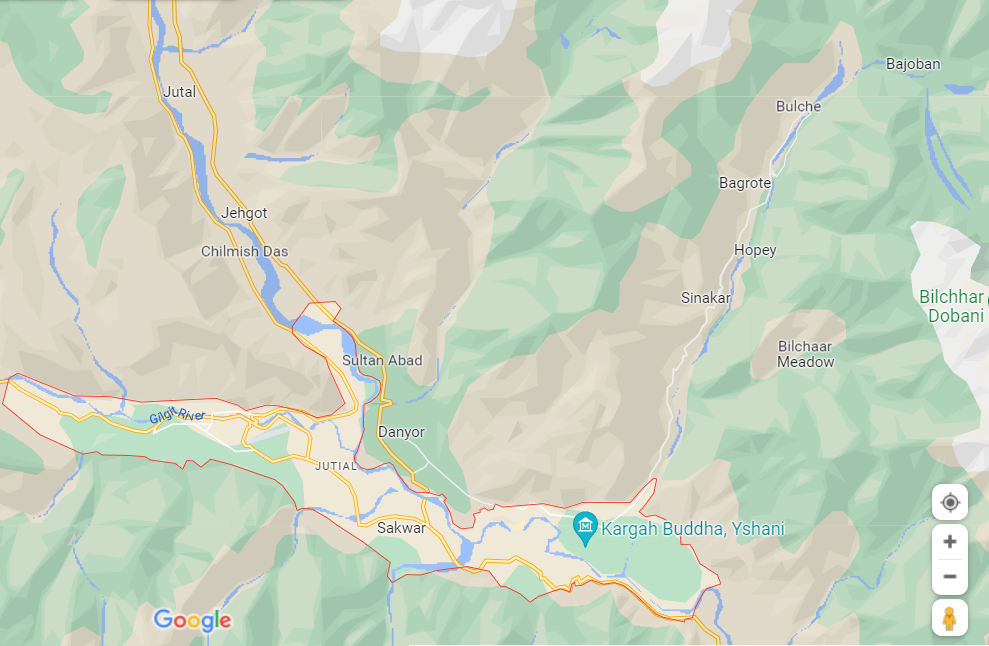 Bajoban
Jutal
Bulche
Bagrote
Jehgot
Chilmish Das
Hopey
Sinakar
Bilchhar
Dobani
Bilchaar
Meadow
Sultan Abad
Gilgit River
Danyor
JUTIAL
Sakwar
Kargah Buddha, Yshani
Google